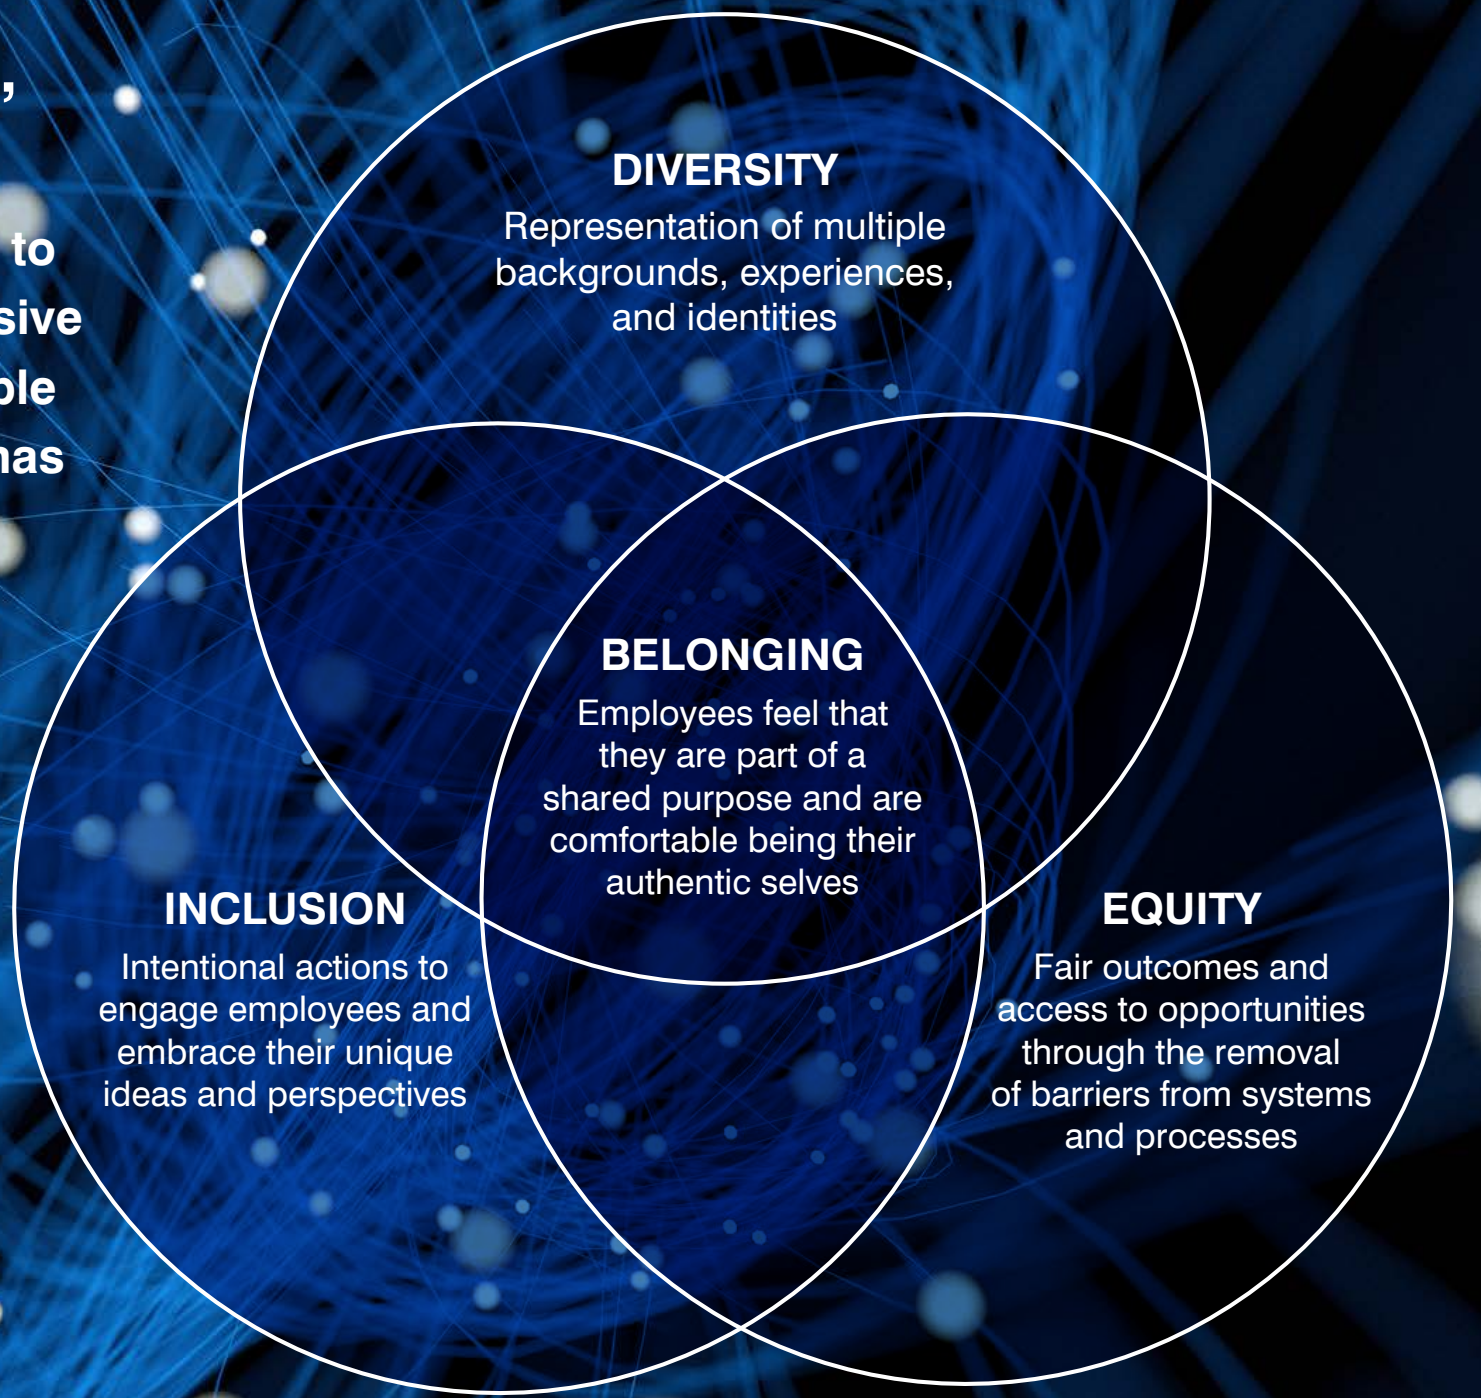 ,
to
DIVERSITY
Representation of multiple
backgrounds, experiences,
and identities
BELONGING
Employees feel that
they are part of a
shared purpose and are
comfortable being their
authentic selves
INCLUSION
Intentional actions to
engage employees and
embrace their unique
ideas and perspectives
EQUITY
Fair outcomes and
access to opportunities
through the removal
of barriers from systems
and processes